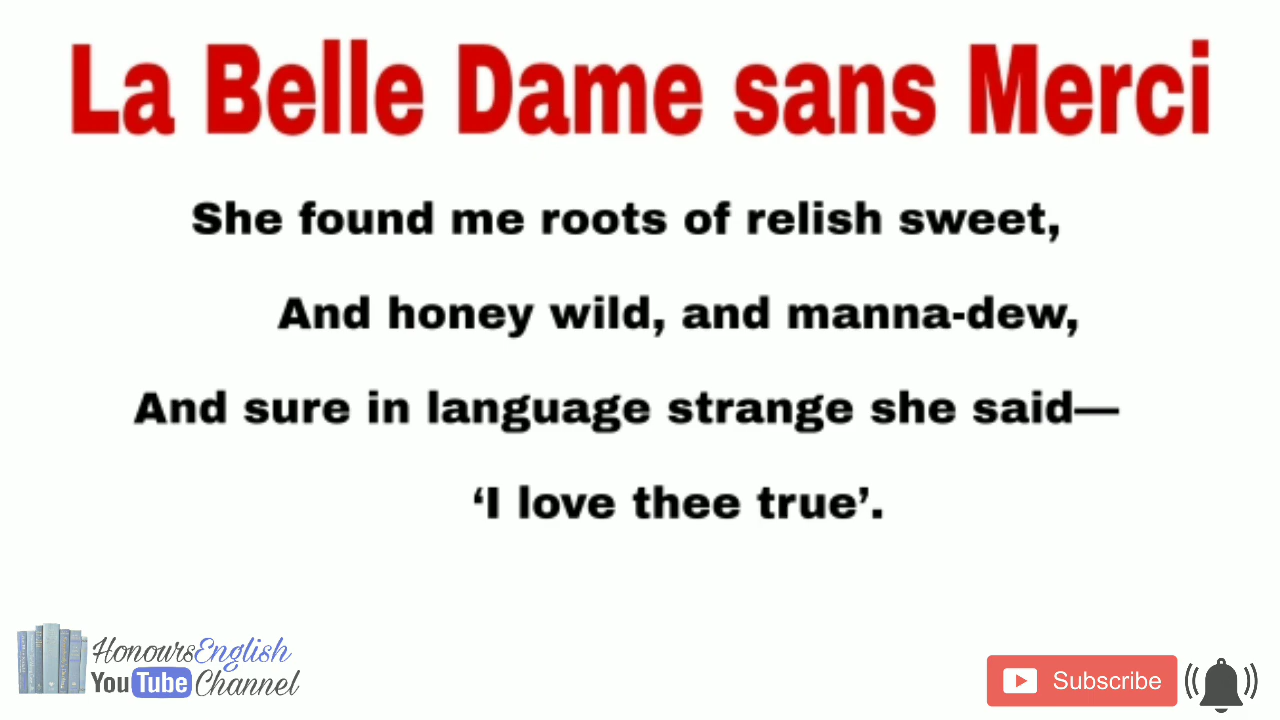 La Belle Dame sans Merci
She found me roots of relish sweet,
And honey wild, and manna-dew,
And sure in language strange she said—
‘I love thee true’.
HonoursEnglish
YouTube Channel
Subscribe